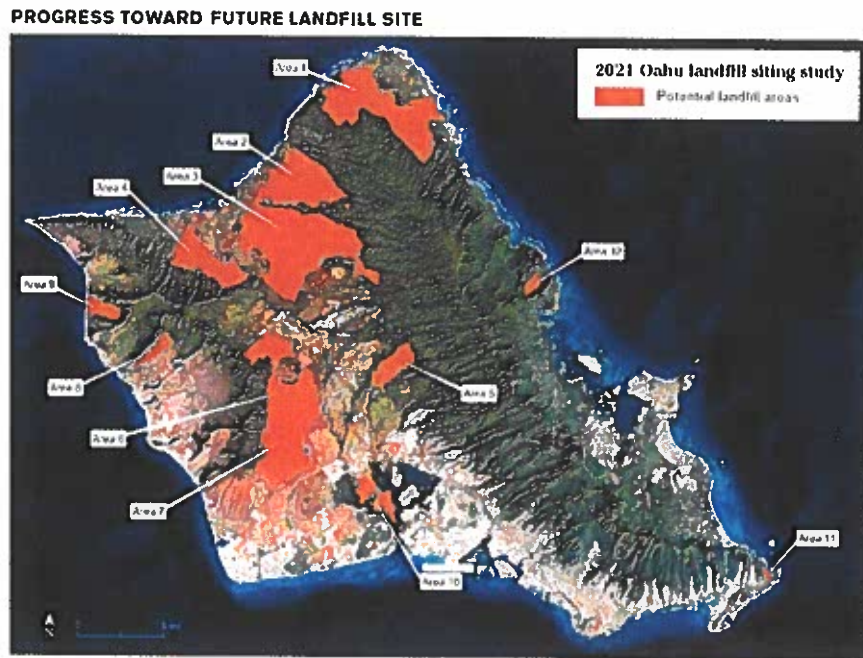 PROGRESS TOWARD FUTURE LANDFILL SITE
2021 Oahu landfill siting study
Potential landfill areas
Area 1
Area 2
Area 3
Area 4
Area 12
Area 9
Area 8
Area 5
Area 6
Area 7
Area 10
Area 11
N